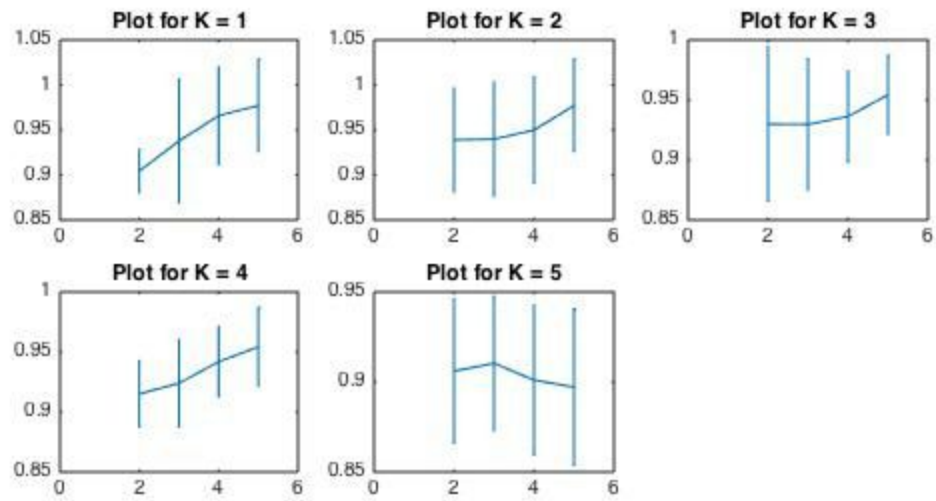 Plot for K = 1
1.05
1
0.95
0.9
0.85
0 2 4 6
Plot for K = 2
1.05
1
0.95
0.9
0.85
0 2 4 6
Plot for K = 3
1
0.95
0.9
0.85
0 2 4 6
Plot for K = 4
1
0.95
0.9
0.85
0 2 4 6
Plot for K = 5
0.95
0.9
0.85
0 2 4 6